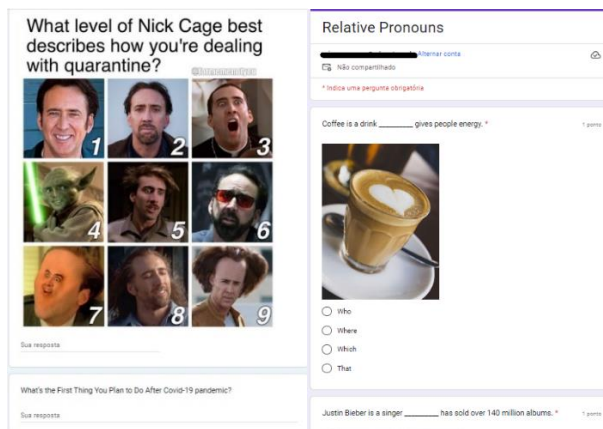 What level of Nick Cage best
describes how you're dealing
with quarantine?
1
2
3
4
5
6
7
8
9
Sua resposta
What's the First Thing You Plan to Do After Covid-19 pandemic?
Sua resposta
Relative Pronouns
Alternar conta
Não compartilhado
* Indica uma pergunta obrigatória
Coffee is a drink _________ gives people energy. *
1 ponto
Who
Where
Which
That
Justin Bieber is a singer _________ has sold over 140 million albums. *
1 ponto